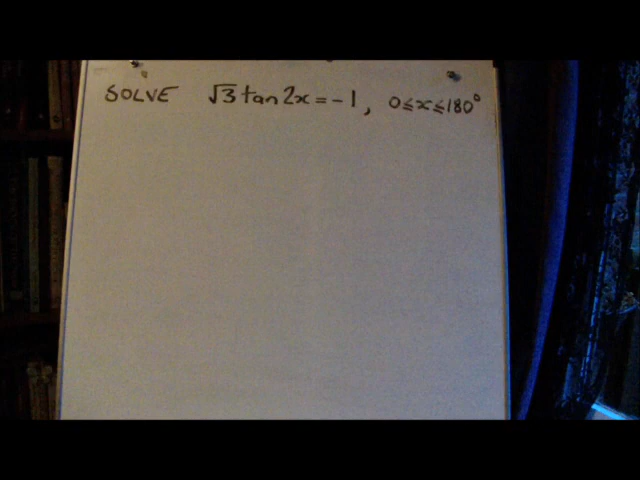 SOLVE √3 tan 2x = -1, 0 ≤ x ≤ 180°